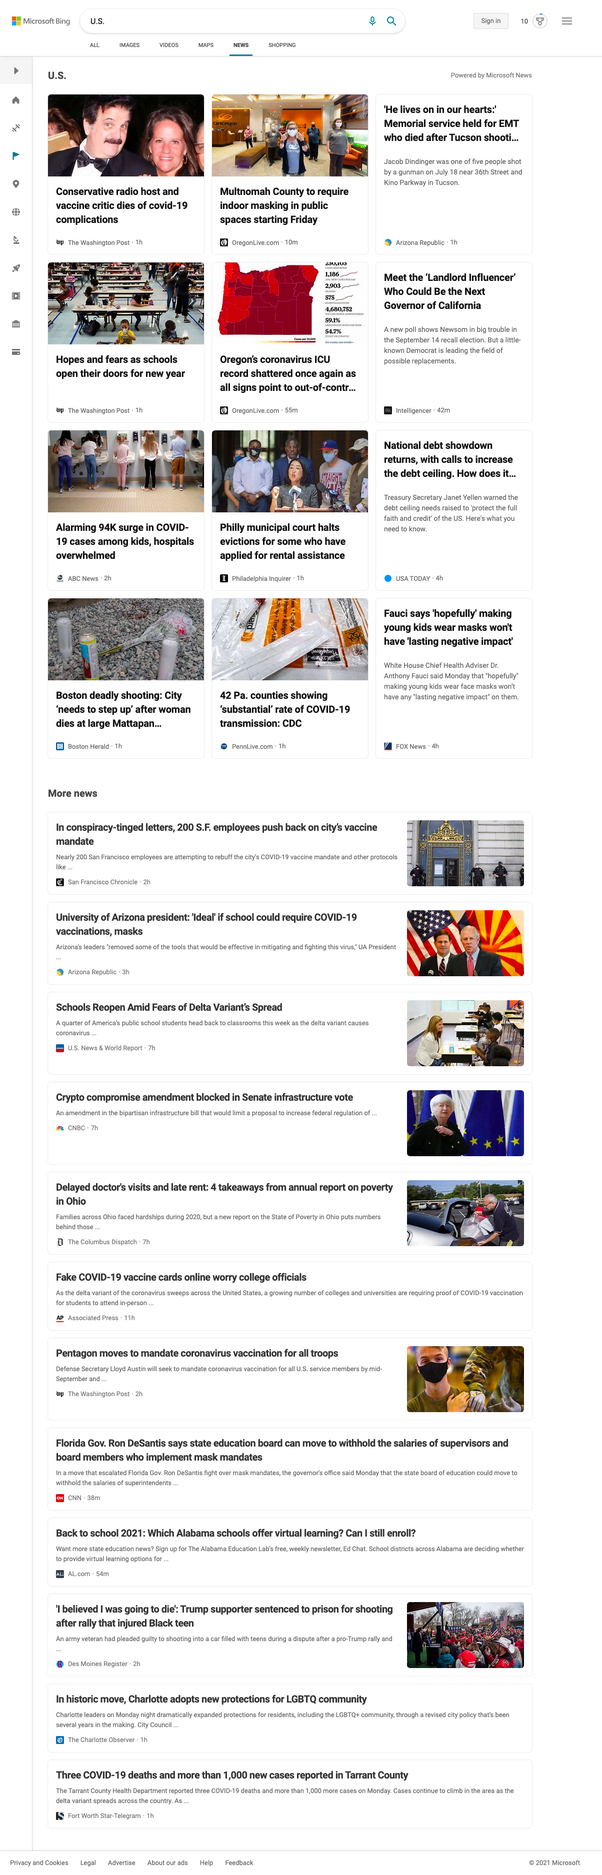 Microsoft Bing
U.S.
Sign in
10
ALL
IMAGES
VIDEOS
MAPS
NEWS
SHOPPING
U.S.
Powered by Microsoft News
Conservative radio host and
vaccine critic dies of covid-19
complications
The Washington Post · 1h
Multnomah County to require
indoor masking in public
spaces starting Friday
OregonLive.com · 10m
'He lives on in our hearts:'
Memorial service held for EMT
who died after Tucson shooti...
Jacob Dindinger was one of five people shot
by a gunman on July 18 near 36th Street and
Kino Parkway in Tucson.
Arizona Republic · 1h
Hopes and fears as schools
open their doors for new year
The Washington Post · 1h
1,186
2,903
575
4,680,752
59.1%
54.7%
Oregon's coronavirus ICU
record shattered once again as
all signs point to out-of-contr...
OregonLive.com · 55m
Meet the 'Landlord Influencer'
Who Could Be the Next
Governor of California
A new poll shows Newsom in big trouble in
the September 14 recall election. But a little-
known Democrat is leading the field of
possible replacements.
Intelligencer · 42m
Alarming 94K surge in COVID-
19 cases among kids, hospitals
overwhelmed
ABC News · 2h
Philly municipal court halts
evictions for some who have
applied for rental assistance
Philadelphia Inquirer · 1h
National debt showdown
returns, with calls to increase
the debt ceiling. How does it...
Treasury Secretary Janet Yellen warned the
debt ceiling needs raised to 'protect the full
faith and credit' of the US. Here's what you
need to know.
USA TODAY · 4h
Boston deadly shooting: City
'needs to step up' after woman
dies at large Mattapan...
Boston Herald · 1h
42 Pa. counties showing
'substantial' rate of COVID-19
transmission: CDC
PennLive.com · 1h
Fauci says 'hopefully' making
young kids wear masks won't
have 'lasting negative impact'
White House Chief Health Adviser Dr.
Anthony Fauci said Monday that "hopefully"
making young kids wear face masks won't
have any "lasting negative impact" on them.
FOX News · 4h
More news
In conspiracy-tinged letters, 200 S.F. employees push back on city's vaccine
mandate
Nearly 200 San Francisco employees are attempting to rebuff the city's COVID-19 vaccine mandate and other protocols
like ...
San Francisco Chronicle · 2h
University of Arizona president: 'Ideal' if school could require COVID-19
vaccinations, masks
Arizona's leaders "removed some of the tools that would be effective in mitigating and fighting this virus," UA President
...
Arizona Republic · 3h
Schools Reopen Amid Fears of Delta Variant's Spread
A quarter of America's public school students head back to classrooms this week as the delta variant causes
coronavirus ...
U.S. News & World Report · 7h
Crypto compromise amendment blocked in Senate infrastructure vote
An amendment in the bipartisan infrastructure bill that would limit a proposal to increase federal regulation of ...
CNBC · 7h
Delayed doctor's visits and late rent: 4 takeaways from annual report on poverty
in Ohio
Families across Ohio faced hardships during 2020, but a new report on the State of Poverty in Ohio puts numbers
behind those ...
The Columbus Dispatch · 7h
Fake COVID-19 vaccine cards online worry college officials
As the delta variant of the coronavirus sweeps across the United States, a growing number of colleges and universities are requiring proof of COVID-19 vaccination
for students to attend in-person ...
AP Associated Press · 11h
Pentagon moves to mandate coronavirus vaccination for all troops
Defense Secretary Lloyd Austin will seek to mandate coronavirus vaccination for all U.S. service members by mid-
September and ...
The Washington Post · 2h
Florida Gov. Ron DeSantis says state education board can move to withhold the salaries of supervisors and
board members who implement mask mandates
In a move that escalated Florida Gov. Ron DeSantis fight over mask mandates, the governor's office said Monday that the state board of education could move to
withhold the salaries of superintendents ...
CNN · 38m
Back to school 2021: Which Alabama schools offer virtual learning? Can I still enroll?
Want more state education news? Sign up for The Alabama Education Lab's free, weekly newsletter, Ed Chat. School districts across Alabama are deciding whether
to provide virtual learning options for ...
AL.com · 54m
'I believed I was going to die': Trump supporter sentenced to prison for shooting
after rally that injured Black teen
An army veteran had pleaded guilty to shooting into a car filled with teens during a dispute after a pro-Trump rally and
...
Des Moines Register · 2h
In historic move, Charlotte adopts new protections for LGBTQ community
Charlotte leaders on Monday night dramatically expanded protections for residents, including the LGBTQ+ community, through a revised city policy that's been
several years in the making. City Council ...
The Charlotte Observer · 1h
Three COVID-19 deaths and more than 1,000 new cases reported in Tarrant County
The Tarrant County Health Department reported three COVID-19 deaths and more than 1,000 more cases on Monday. Cases continue to climb in the area as the
delta variant spreads across the country. As ...
Fort Worth Star-Telegram · 1h
Privacy and Cookies
Legal
Advertise
About our ads
Help
Feedback
© 2021 Microsoft